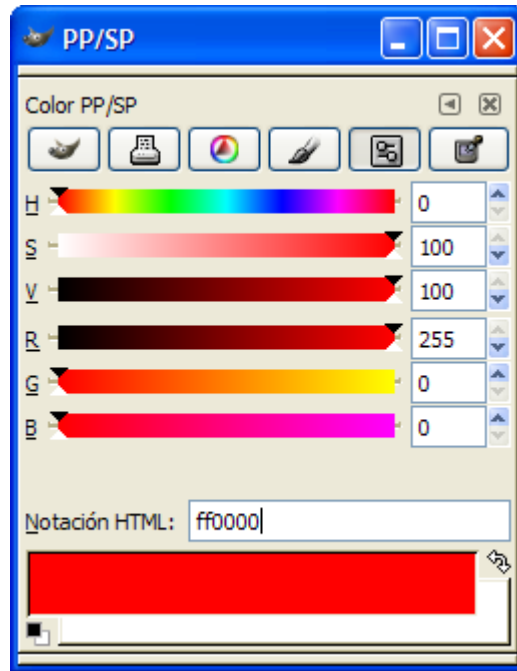 PP/SP
Color PP/SP
H 0
S 100
V 100
R 255
G 0
B 0
Notación HTML: ff0000